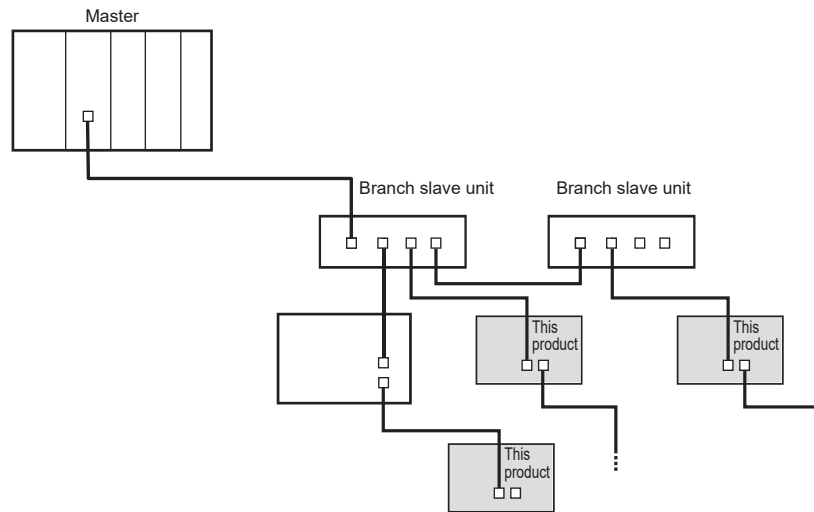 Master
Branch slave unit
Branch slave unit
This
product
This
product
This
product